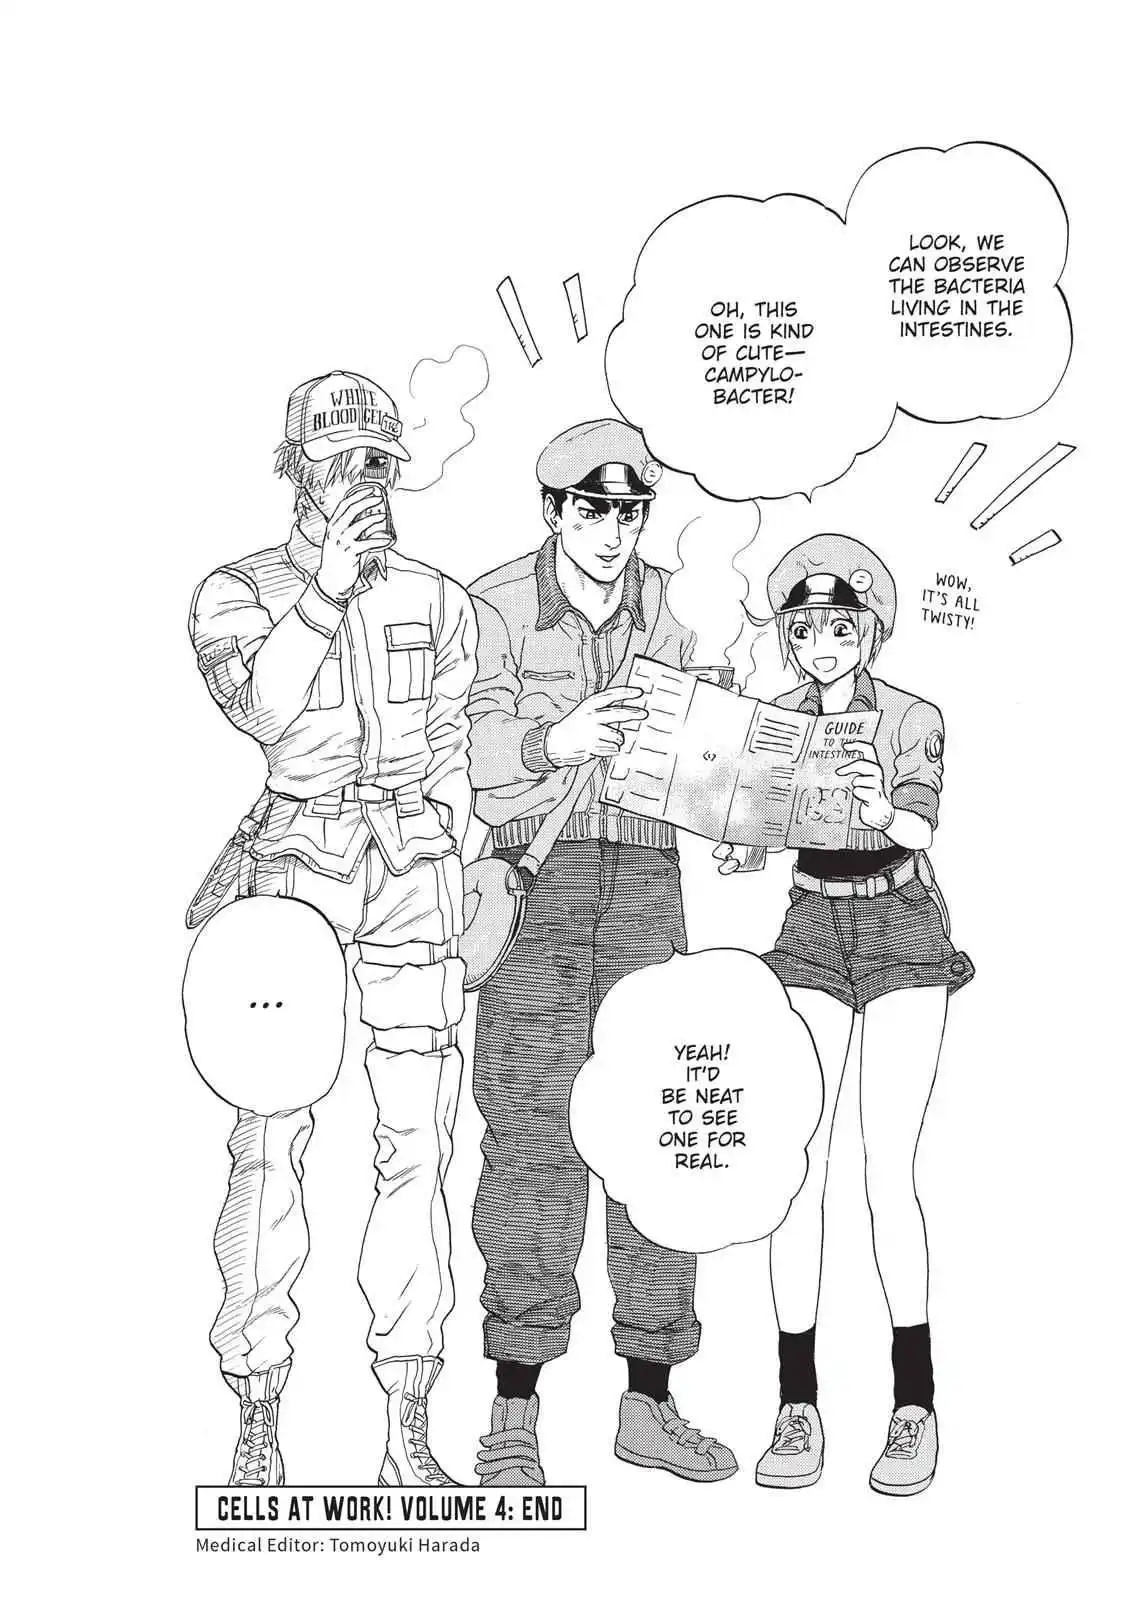 LOOK, WE
CAN OBSERVE
THE BACTERIA
LIVING IN THE
INTESTINES.
OH, THIS
ONE IS KIND
OF CUTE—
CAMPYLO-
BACTER!
WHITE
BLOOD CELL
WOW,
IT'S ALL
TWISTY!
GUIDE
TO THE
INTESTINES
...
YEAH!
IT'D
BE NEAT
TO SEE
ONE FOR
REAL.
CELLS AT WORK! VOLUME 4: END
Medical Editor: Tomoyuki Harada